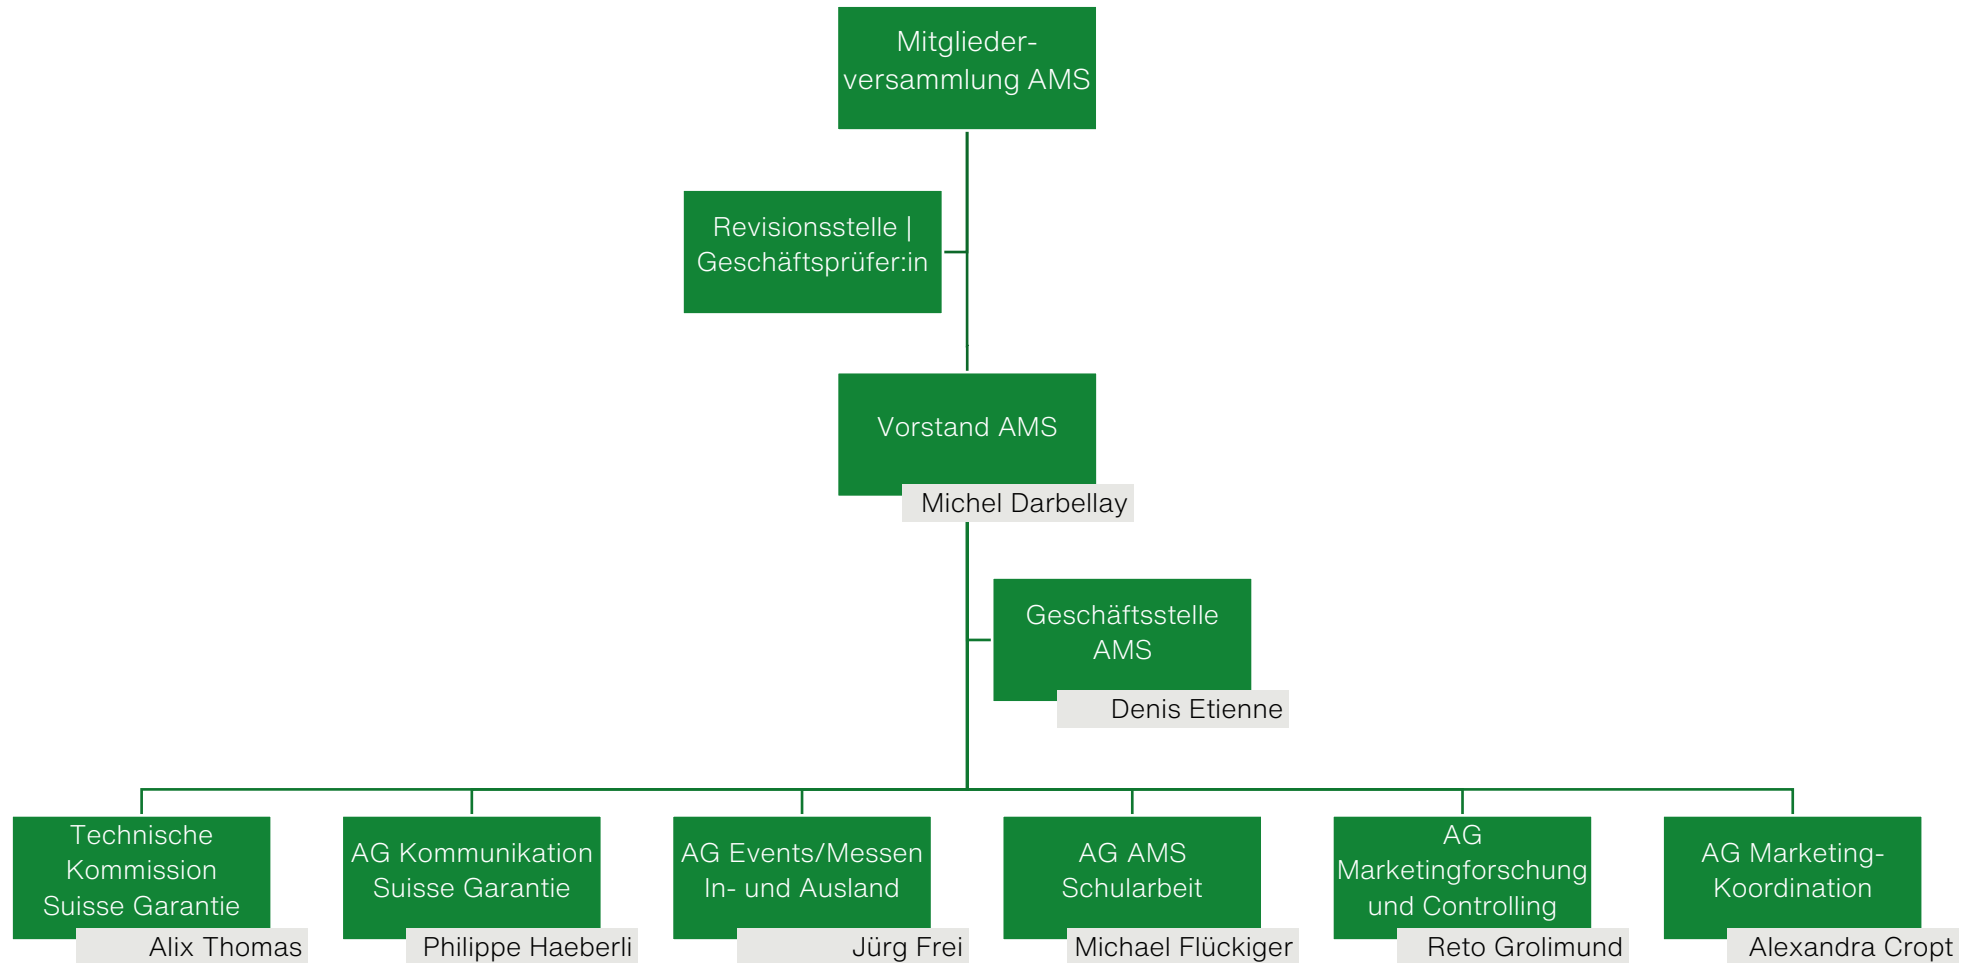 Mitglieder-
versammlung AMS
Revisionsstelle |
Geschäftsprüfer:in
Vorstand AMS
Michel Darbellay
Geschäftsstelle
AMS
Denis Etienne
Technische
Kommission
Suisse Garantie
Alix Thomas
AG Kommunikation
Suisse Garantie
Philippe Haeberli
AG Events/Messen
In- und Ausland
Jürg Frei
AG AMS
Schularbeit
Michael Flückiger
AG
Marketingforschung
und Controlling
Reto Grolimund
AG Marketing-
Koordination
Alexandra Cropt